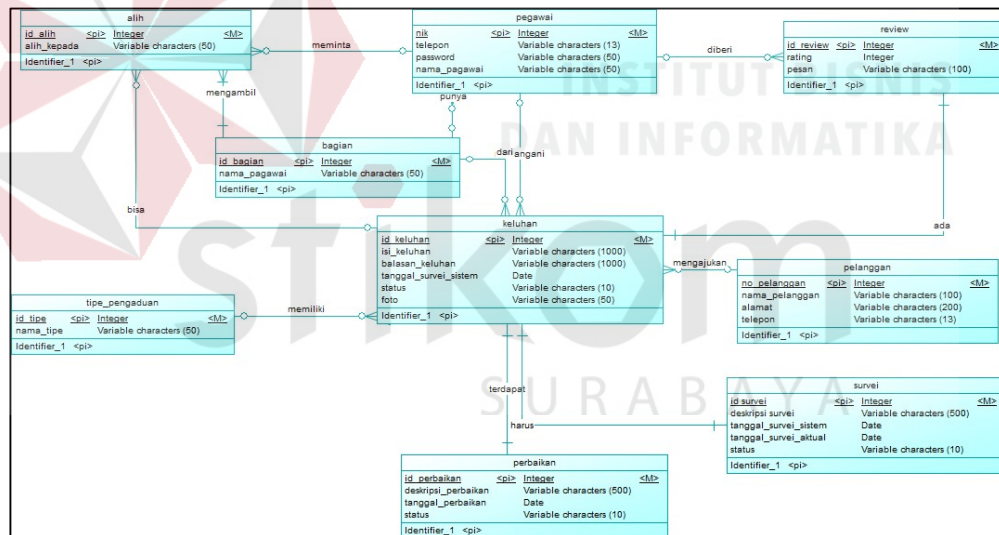 alih
id_alih <pi> Integer <M>
alih_kepada Variable characters (50)
Identifier_1 <pi>
meminta
pegawai
nik <pi> Integer <M>
telepon Variable characters (13)
password Variable characters (50)
nama_pagawai Variable characters (50)
Identifier_1 <pi>
diberi
review
id_review <pi> Integer <M>
rating Integer
pesan Variable characters (100)
Identifier_1 <pi>
INSTITUT BISNIS
DAN INFORMATIKA
mengambil
punya
bagian
id_bagian <pi> Integer <M>
nama_pagawai Variable characters (50)
Identifier_1 <pi>
dari
angani
bisa
ada
stikom
SURABAYA
keluhan
id_keluhan <pi> Integer <M>
isi_keluhan Variable characters (1000)
balasan_keluhan Variable characters (1000)
tanggal_survei_sistem Date
status Variable characters (10)
foto Variable characters (50)
Identifier_1 <pi>
mengajukan
pelanggan
no_pelanggan <pi> Integer <M>
nama_pelanggan Variable characters (100)
alamat Variable characters (200)
telepon Variable characters (13)
Identifier_1 <pi>
tipe_pengaduan
id_tipe <pi> Integer <M>
nama_tipe Variable characters (50)
Identifier_1 <pi>
memiliki
terdapat
harus
survei
id survei <pi> Integer <M>
deskripsi survei Variable characters (500)
tanggal_survei_sistem Date
tanggal_survei_aktual Date
status Variable characters (10)
Identifier_1 <pi>
perbaikan
id_perbaikan <pi> Integer <M>
deskripsi_perbaikan Variable characters (500)
tanggal_perbaikan Date
status Variable characters (10)
Identifier_1 <pi>